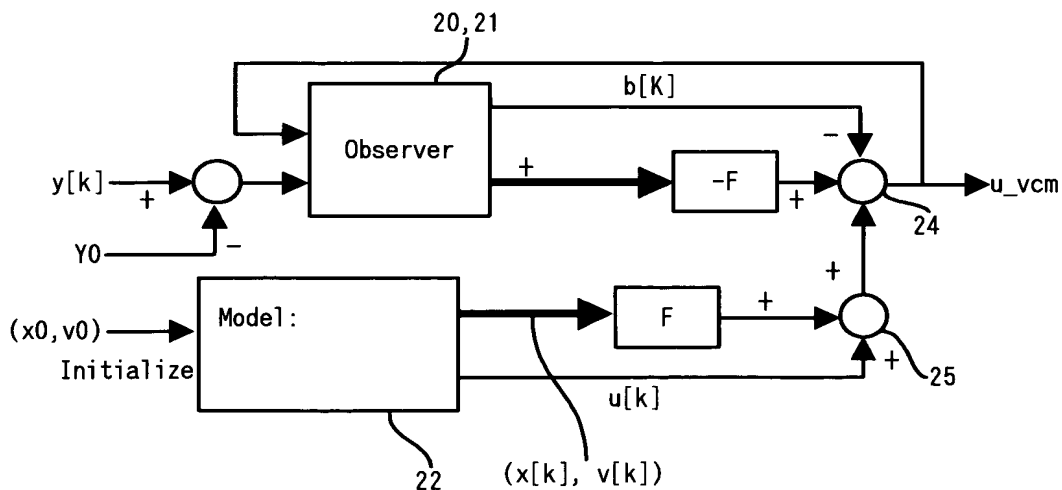 20,21
b[K]
Observer
−
y[k]
+
+
-F
+
u_vcm
24
Y0
−
+
Model:
(x0,v0)
F
+
Initialize
+
25
u[k]
22
(x[k], v[k])